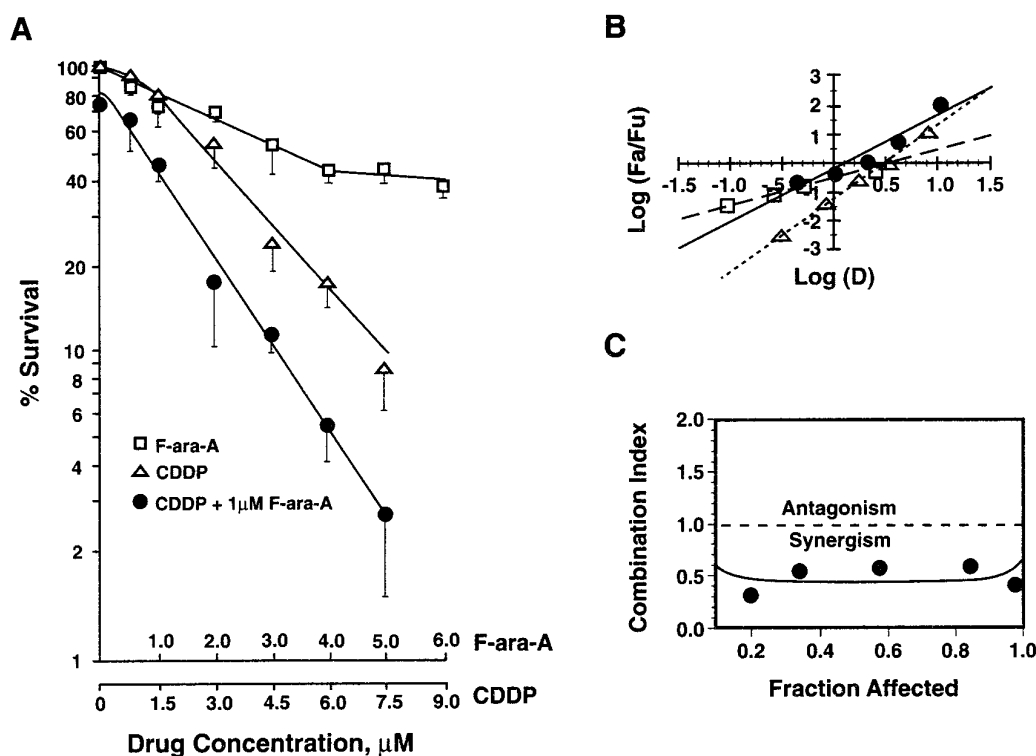 A
100
80
60
40
20
10
8
6
4
2
1
% Survival
F-ara-A
CDDP
CDDP + 1μM F-ara-A
1.0 2.0 3.0 4.0 5.0 6.0 F-ara-A
0 1.5 3.0 4.5 6.0 7.5 9.0 CDDP
Drug Concentration, μM
B
3
2
1
-1.5 -1.0 -.5 0.5 1.0 1.5
-1
-2
-3
Log (Fa/Fu)
Log (D)
C
2.0
1.5
1.0
0.5
0.0
Combination Index
Antagonism
Synergism
0.2 0.4 0.6 0.8 1.0
Fraction Affected